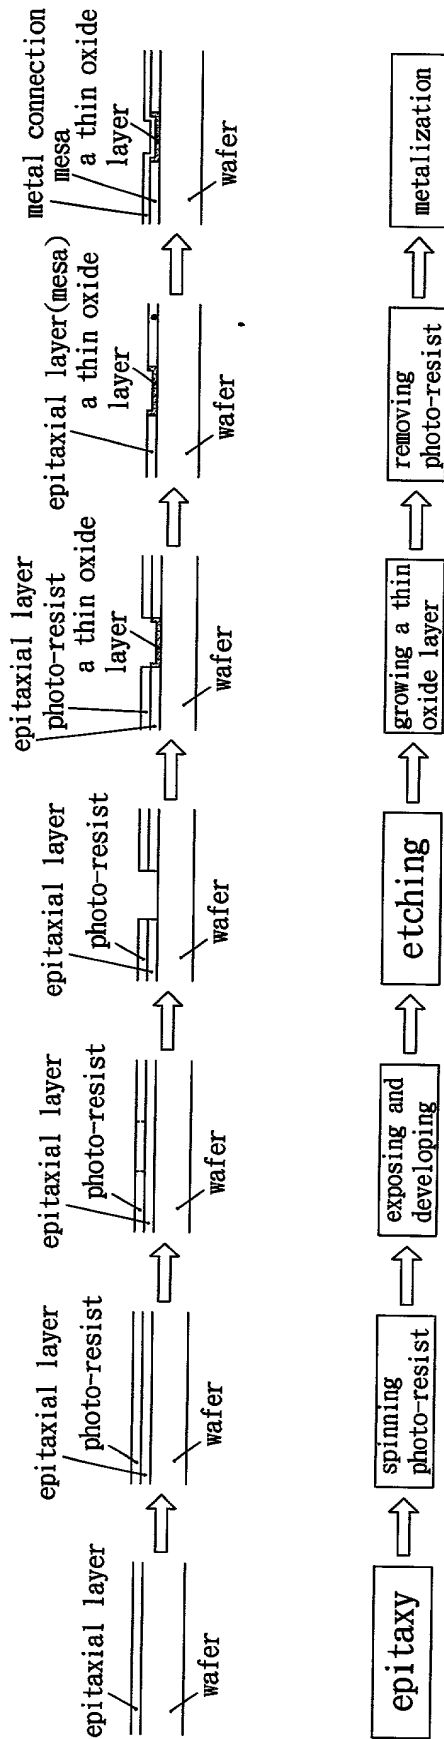 epitaxial layer
wafer
epitaxial layer
photo-resist
wafer
epitaxial layer
photo-resist
wafer
epitaxial layer
photo-resist
wafer
epitaxial layer
photo-resist
a thin oxide
layer
wafer
epitaxial layer(mesa)
a thin oxide
layer
wafer
metal connection
mesa
a thin oxide
layer
wafer
epitaxy
spinning
photo-resist
exposing and
developing
etching
growing a thin
oxide layer
removing
photo-resist
metalization